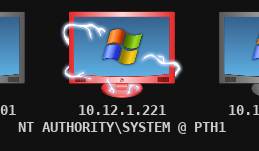 01 10.12.1.221 10.1
NT AUTHORITY\SYSTEM @ PTH1